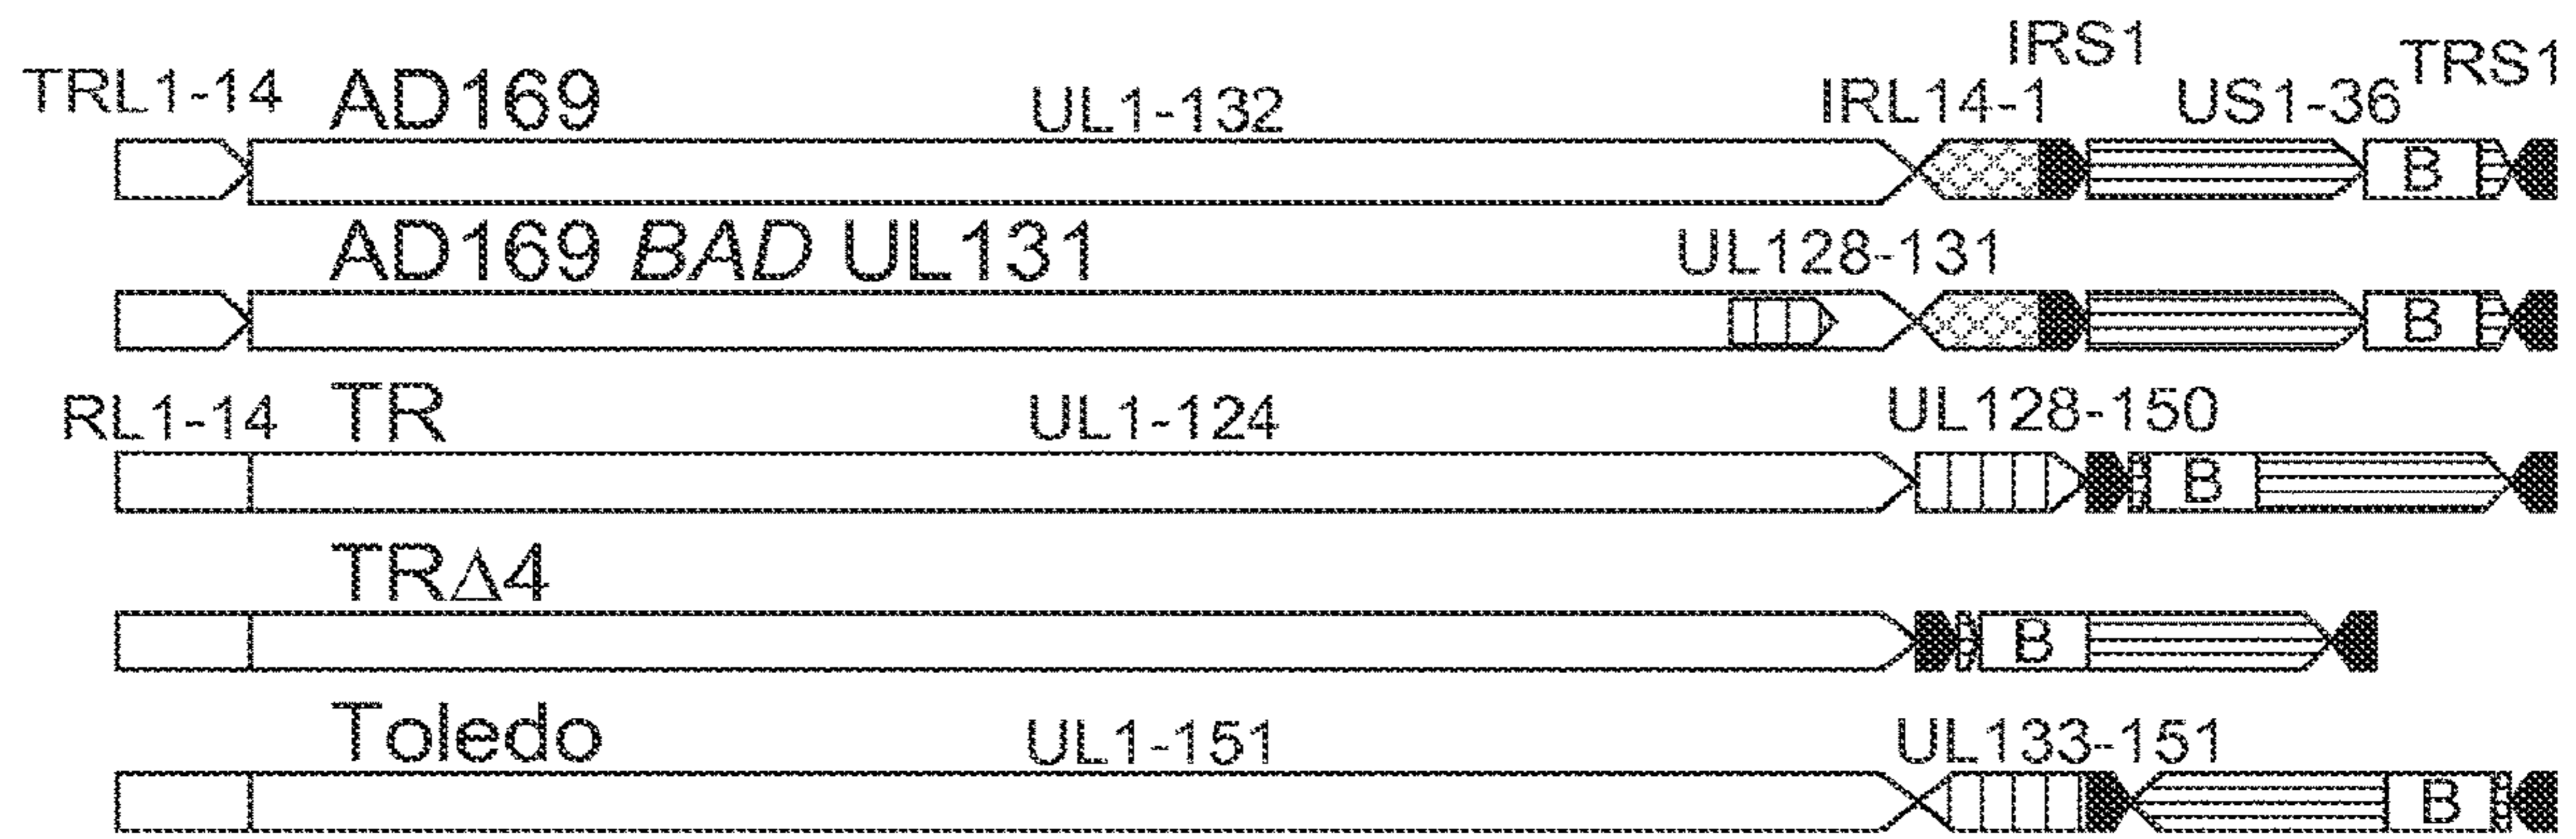 IRS1
TRL1-14 AD169 UL1-132 IRL14-1 US1-36 TRS1
B
AD169 BAD UL131 UL128-131
B
RL1-14 TR UL1-124 UL128-150
B
TRΔ4
B
Toledo UL1-151 UL133-151
B